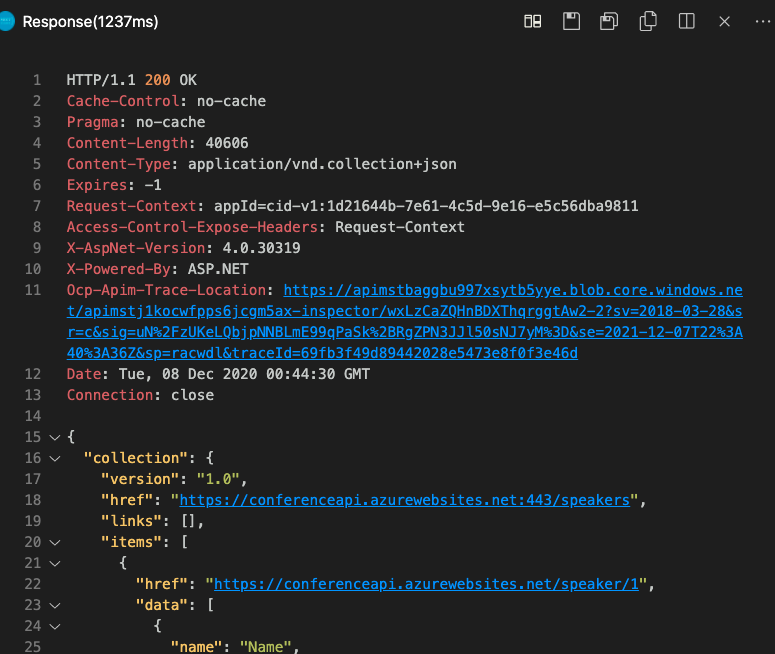 Response(1237ms)
1 HTTP/1.1 200 OK
2 Cache-Control: no-cache
3 Pragma: no-cache
4 Content-Length: 40606
5 Content-Type: application/vnd.collection+json
6 Expires: -1
7 Request-Context: appId=cid-v1:1d21644b-7e61-4c5d-9e16-e5c56dba9811
8 Access-Control-Expose-Headers: Request-Context
9 X-AspNet-Version: 4.0.30319
10 X-Powered-By: ASP.NET
11 Ocp-Apim-Trace-Location: https://apimstbaggbu997xsytb5yye.blob.core.windows.ne
t/apimstj1kocwfpps6jcgm5ax-inspector/wxLzCaZQHnBDXThqrggtAw2-2?sv=2018-03-28&s
r=c&sig=uN%2FzUKeLQbjpNNBLmE99qPaSk%2BRgZPN3JJl50sNJ7yM%3D&se=2021-12-07T22%3A
40%3A36Z&sp=racwdl&traceId=69fb3f49d89442028e5473e8f0f3e46d
12 Date: Tue, 08 Dec 2020 00:44:30 GMT
13 Connection: close
14
15 {
16 "collection": {
17 "version": "1.0",
18 "href": "https://conferenceapi.azurewebsites.net:443/speakers",
19 "links": [],
20 "items": [
21 {
22 "href": "https://conferenceapi.azurewebsites.net/speaker/1",
23 "data": [
24 {
25 "name": "Name",